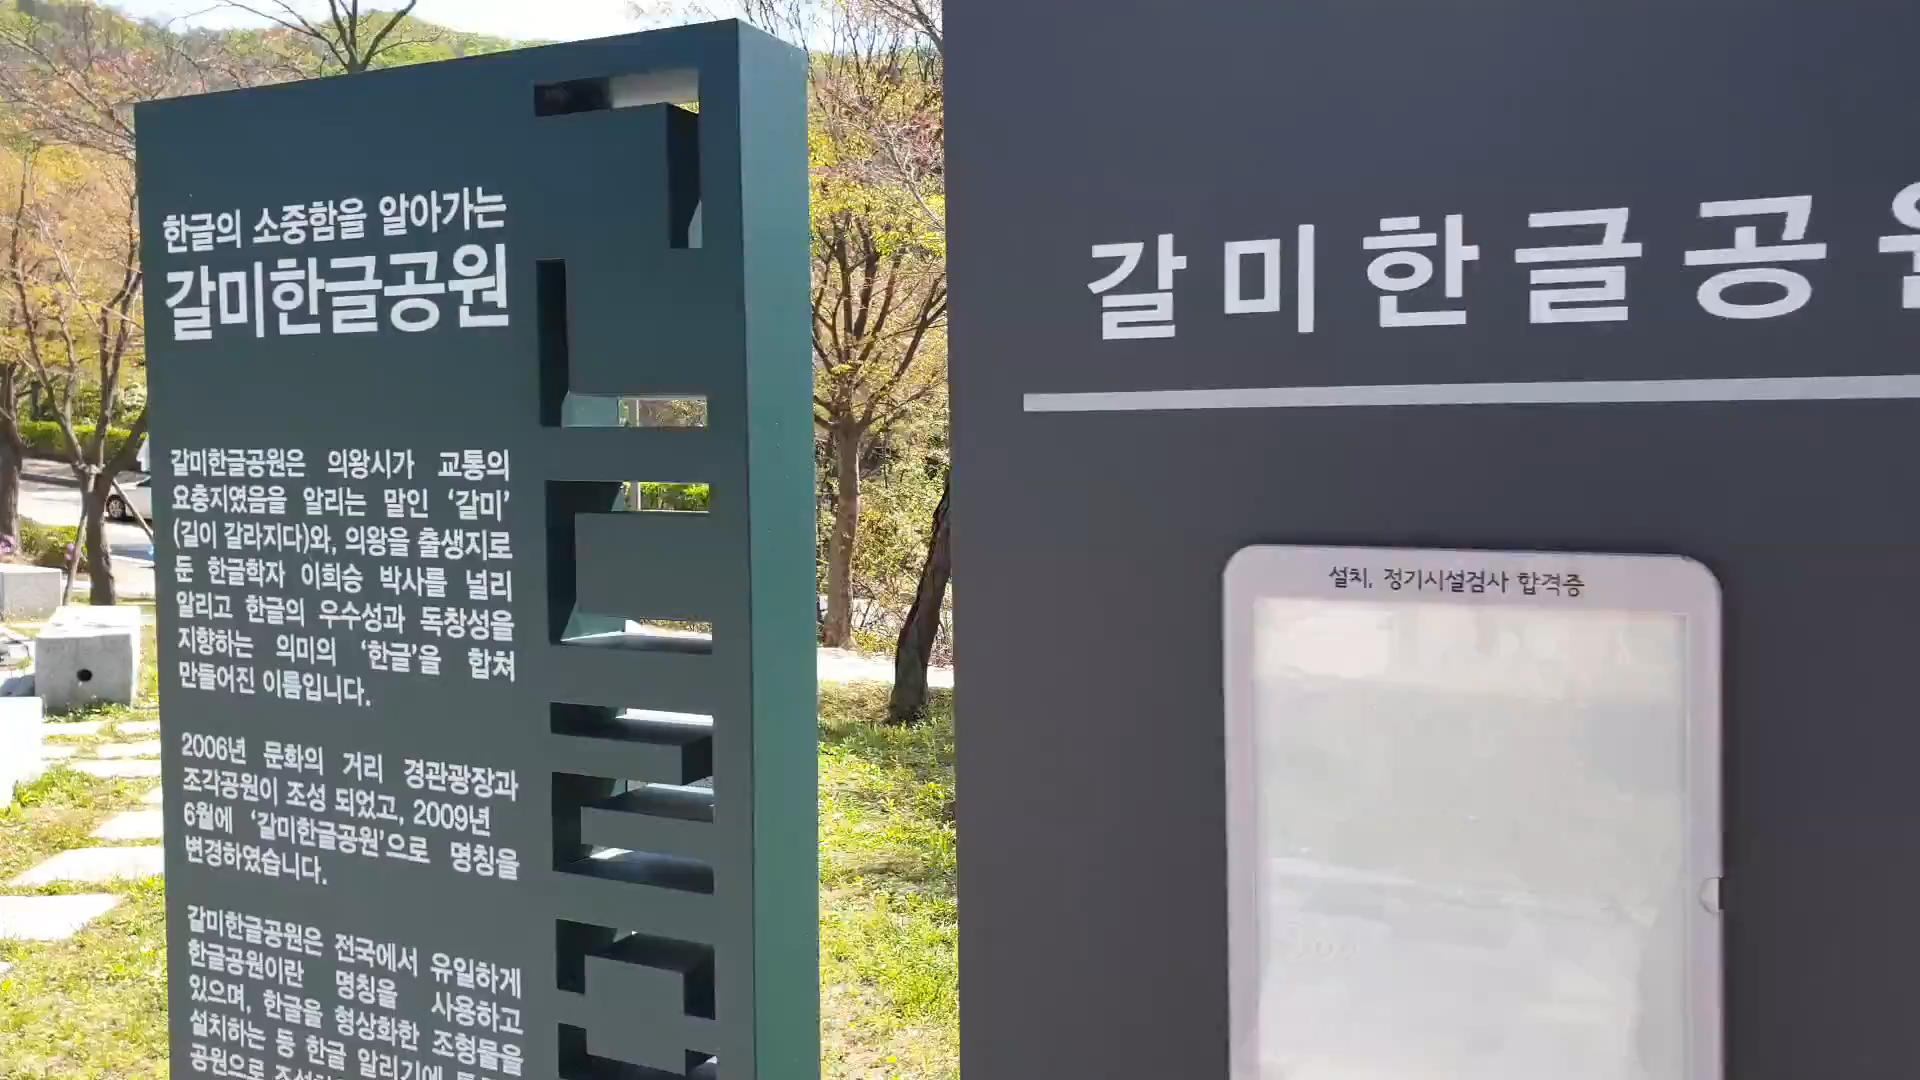 한글의 소중함을 알아가는
갈미한글공원
갈미한글공원은 의왕시가 교통의
요충지였음을 알리는 말인 '갈미'
(길이 갈라지다)와, 의왕을 출생지로
둔 한글학자 이희승 박사를 널리
알리고 한글의 우수성과 독창성을
지향하는 의미의 '한글'을 합쳐
만들어진 이름입니다.
2006년 문화의 거리 경관광장과
조각공원이 조성 되었고, 2009년
6월에 '갈미한글공원'으로 명칭을
변경하였습니다.
갈미한글공원은 전국에서 유일하게
한글공원이란 명칭을 사용하고
있으며, 한글을 형상화한 조형물을
설치하는 등 한글 알리기에
공원으로
ㄱ
ㄴ
ㄷ
ㄹ
ㅁ
갈미한글공
설치, 정기시설검사 합격증